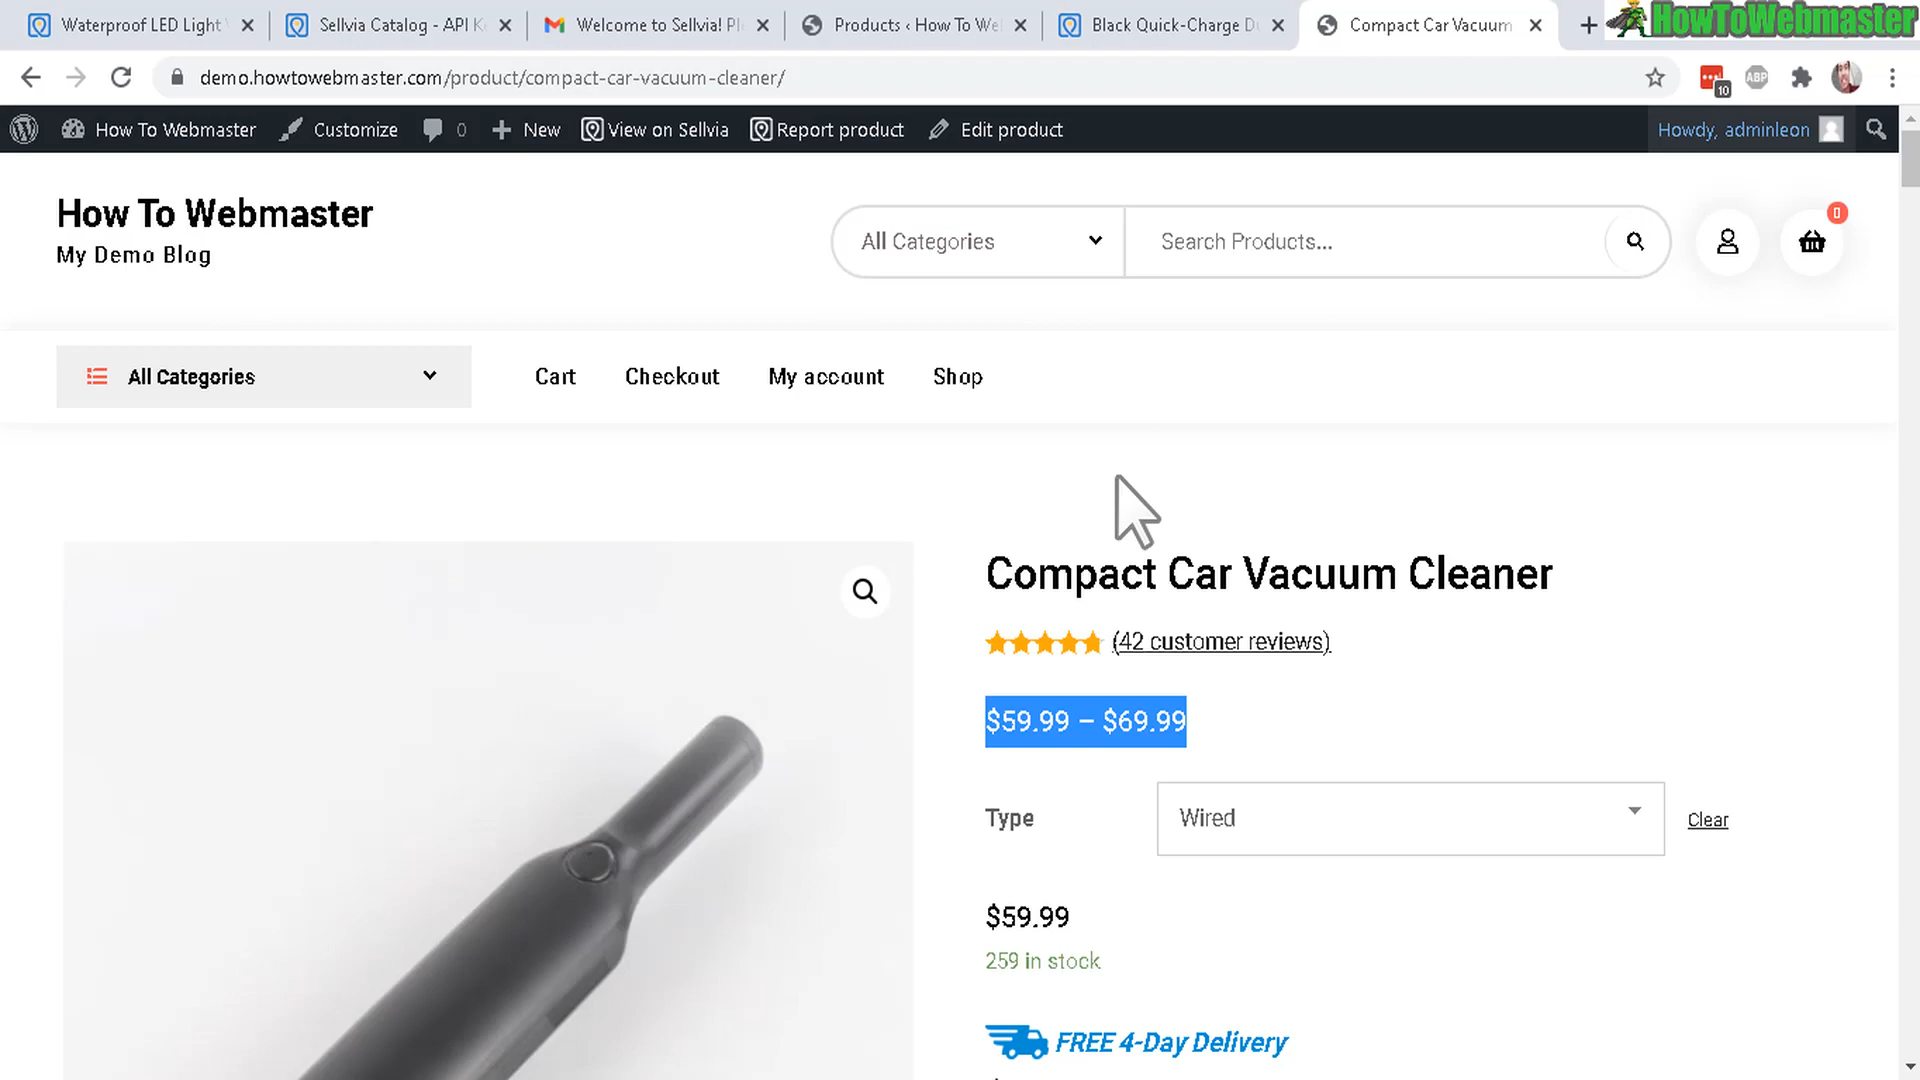 Waterproof LED Light
Sellvia Catalog - API K
Welcome to Sellvia! Pl
Products ‹ How To We
Black Quick-Charge D
Compact Car Vacuum
HowToWebmaster
demo.howtowebmaster.com/product/compact-car-vacuum-cleaner/
10
ABP
How To Webmaster
Customize
0
New
View on Sellvia
Report product
Edit product
Howdy, adminleon
How To Webmaster
My Demo Blog
All Categories
Search Products...
0
All Categories
Cart
Checkout
My account
Shop
Compact Car Vacuum Cleaner
(42 customer reviews)
$59.99 – $69.99
Type
Wired
Clear
$59.99
259 in stock
FREE 4-Day Delivery